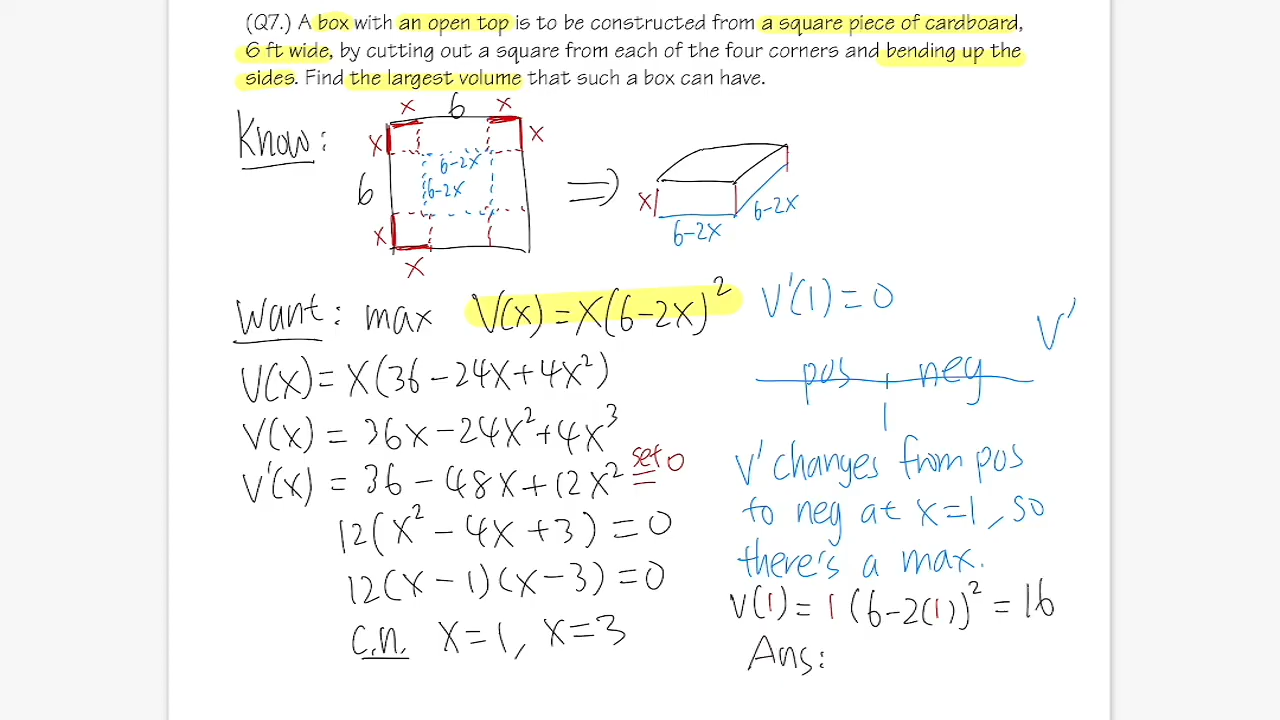 (Q7.) A box with an open top is to be constructed from a square piece of cardboard,
6 ft wide, by cutting out a square from each of the four corners and bending up the
sides. Find the largest volume that such a box can have.
Know:
x 6 x
x x
6-2x
6 6-2x
x
x
⇒
x
6-2x
6-2x
Want: max V(x) = x(6-2x)²
V(x) = x(36-24x+4x²)
V(x) = 36x-24x²+4x³
V'(x) = 36-48x+12x² set = 0
12(x²-4x+3) = 0
12(x-1)(x-3) = 0
c.n. x=1, x=3
V'(1) = 0
V'
pos neg
1
V' changes from pos
to neg at x=1, so
there's a max.
V(1) = 1(6-2(1))² = 16
Ans: